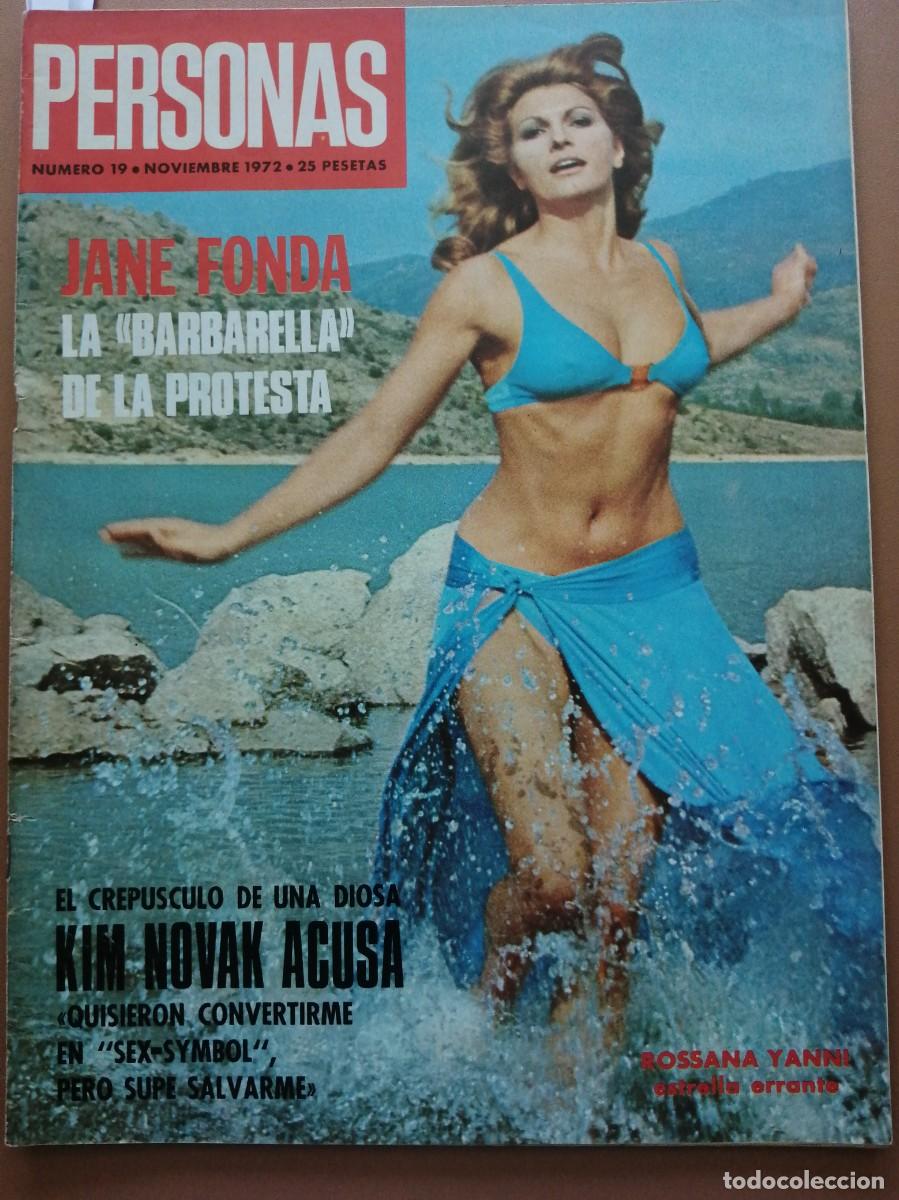 PERSONAS
NUMERO 19 • NOVIEMBRE 1972 • 25 PESETAS
JANE FONDA
LA «BARBARELLA»
DE LA PROTESTA
EL CREPUSCULO DE UNA DIOSA
KIM NOVAK ACUSA
«QUISIERON CONVERTIRME
EN "SEX-SYMBOL",
PERO SUPE SALVARME»
ROSSANA YANNI
estrella errante
todocoleccion